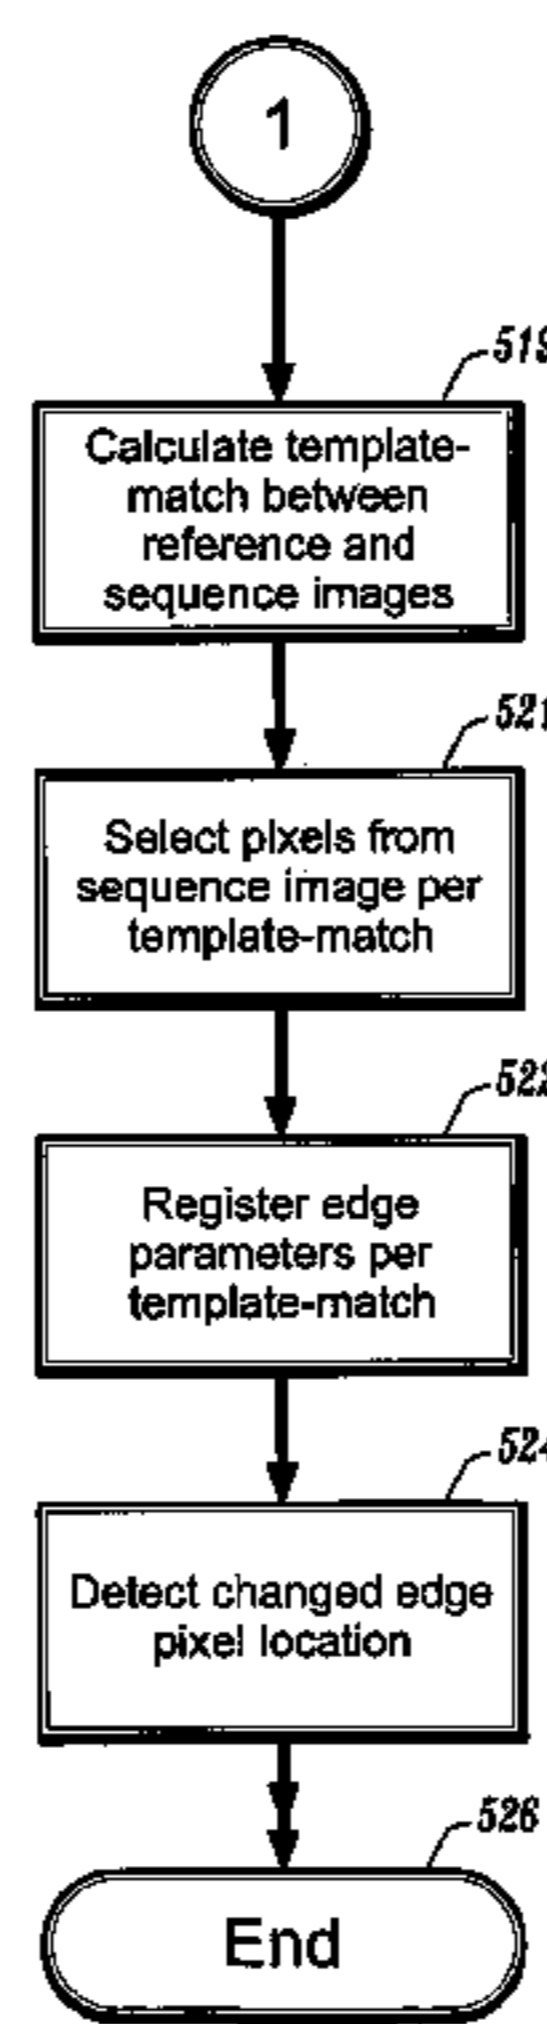 1
519
Calculate template-
match between
reference and
sequence images
521
Select pixels from
sequence image per
template-match
522
Register edge
parameters per
template-match
524
Detect changed edge
pixel location
526
End